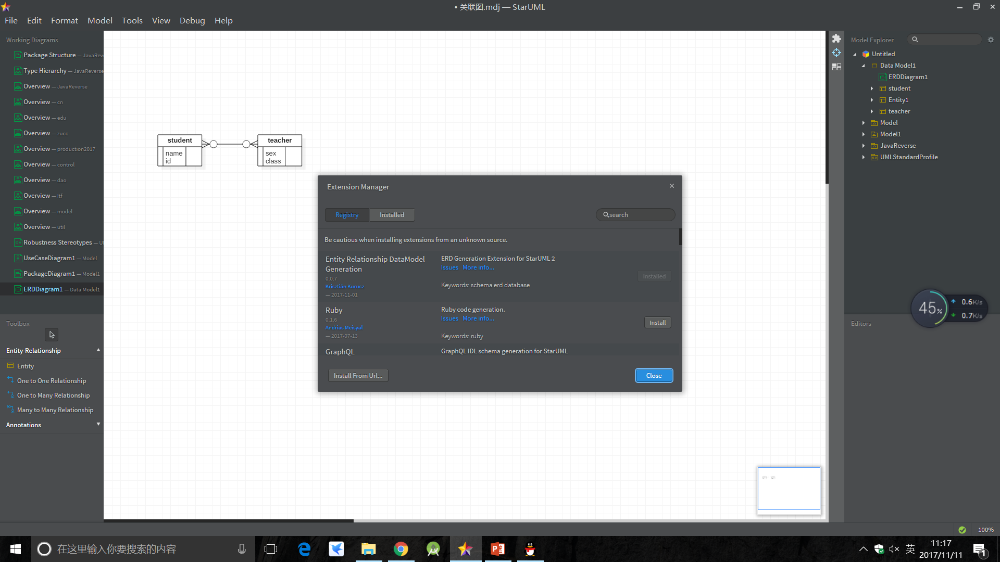 • 关联图.mdj — StarUML
File Edit Format Model Tools View Debug Help
Working Diagrams
Package Structure — JavaRev
Type Hierarchy — JavaReverse
Overview — JavaReverse
Overview — cn
Overview — edu
Overview — zucc
Overview — production2017
Overview — control
Overview — dao
Overview — ltf
Overview — model
Overview — util
Robustness Stereotypes — U
UseCaseDiagram1 — Model
PackageDiagram1 — Model1
ERDDiagram1 — Data Model1
Toolbox
Entity-Relationship
Entity
One to One Relationship
One to Many Relationship
Many to Many Relationship
Annotations
student
name
id
teacher
sex
class
Extension Manager
Registry Installed
search
Be cautious when installing extensions from an unknown source.
Entity Relationship DataModel
Generation
0.0.7
Krisztián Kurucz
— 2017-11-01
ERD Generation Extension for StarUML 2
Issues More info...
Keywords: schema erd database
Installed
Ruby
0.1.6
Andrias Meisyal
— 2017-07-13
Ruby code generation.
Issues More info...
Keywords: ruby
Install
GraphQL
GraphQL IDL schema generation for StarUML
Install From Url...
Close
Model Explorer
Untitled
Data Model1
ERDDiagram1
student
Entity1
teacher
Model
Model1
JavaReverse
UMLStandardProfile
45%
0.6K/s
0.7K/s
Editors
100%
在这里输入你要搜索的内容
英
11:17
2017/11/11
1